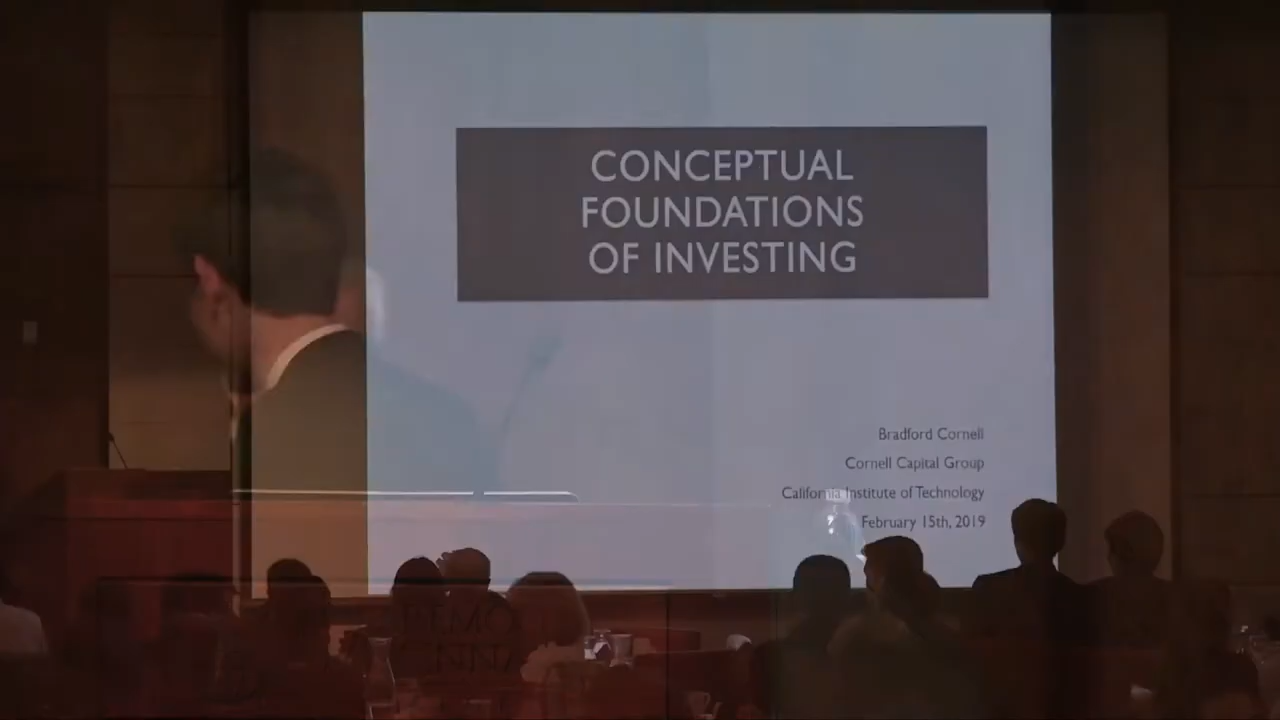 CONCEPTUAL
FOUNDATIONS
OF INVESTING
Bradford Cornell
Cornell Capital Group
California Institute of Technology
February 15th, 2019